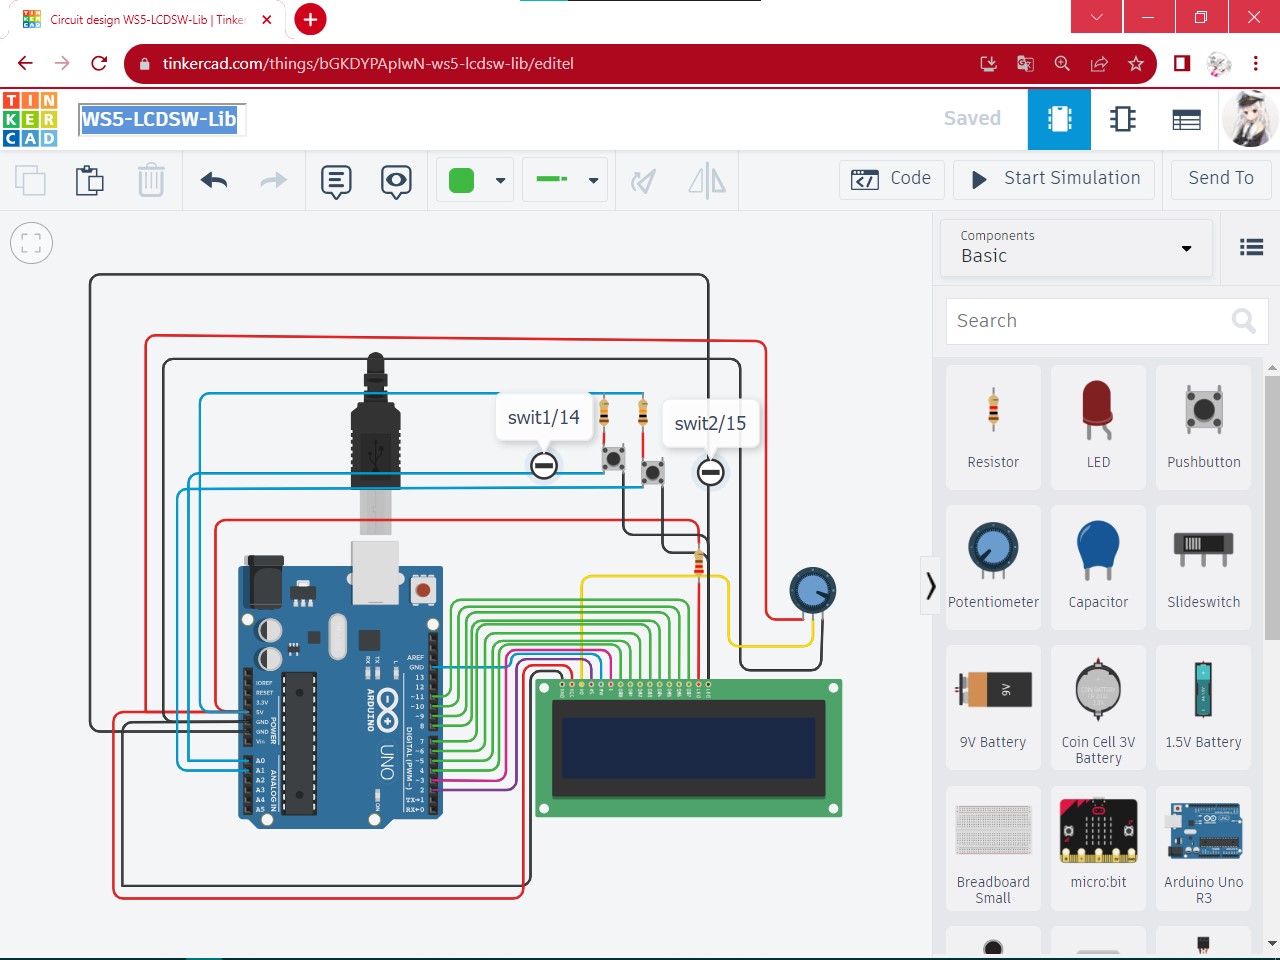 Circuit design WS5-LCDSW-Lib | Tinker
tinkercad.com/things/bGKDYPAplwN-ws5-lcdsw-lib/editel
TIN
KER
CAD
WS5-LCDSW-Lib
Saved
Code
Start Simulation
Send To
Components
Basic
Search
swit1/14
swit2/15
Resistor
LED
Pushbutton
Potentiometer
Capacitor
Slideswitch
9V
9V Battery
Coin Cell 3V
Battery
1.5V Battery
Breadboard
Small
micro:bit
Arduino Uno
R3
AREF
GND
13
12
~11
~10
~9
8
7
~6
~5
4
~3
2
TX→1
RX←0
IOREF
RESET
3.3V
5V
GND
GND
Vin
A0
A1
A2
A3
A4
A5
POWER
ANALOG IN
DIGITAL (PWM~)
ARDUINO
UNO
RX
TX
L
ON